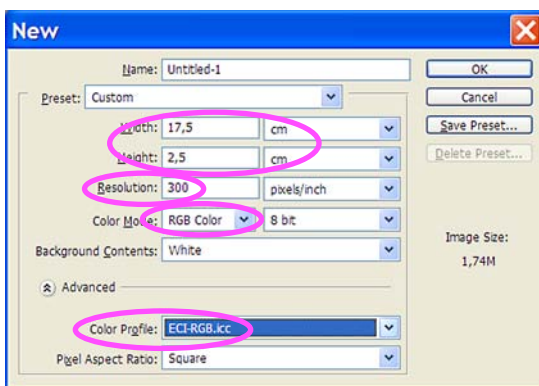 New
Name: Untitled-1
OK
Preset: Custom
Cancel
Width: 17,5 cm
Save Preset...
Height: 2,5 cm
Delete Preset...
Resolution: 300 pixels/inch
Color Mode: RGB Color 8 bit
Background Contents: White
Image Size:
1,74M
Advanced
Color Profile: ECI-RGB.icc
Pixel Aspect Ratio: Square